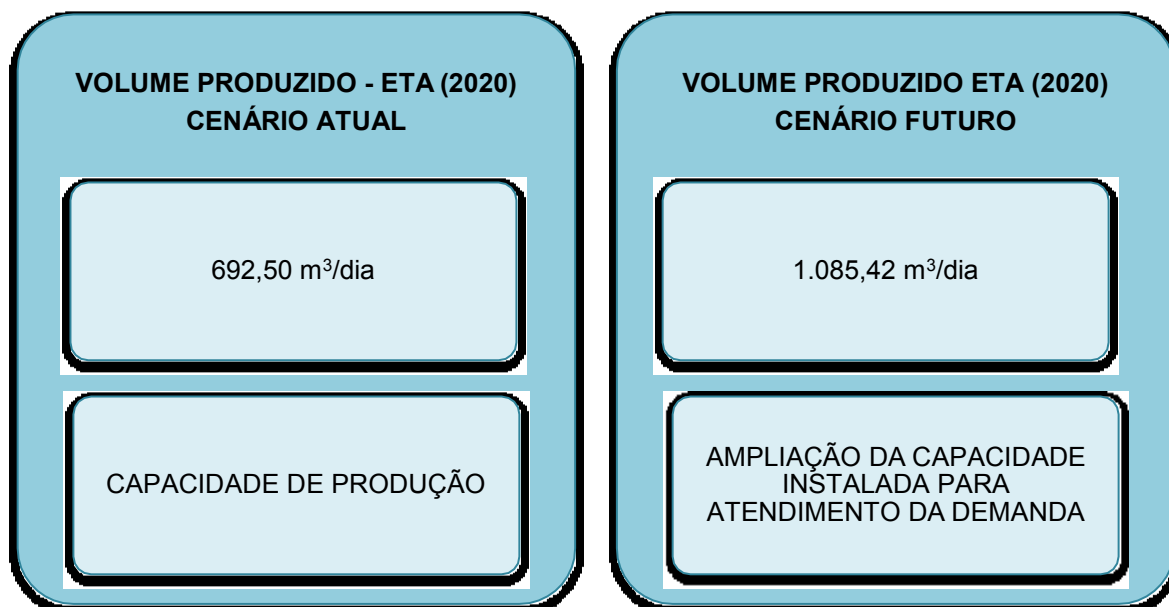 VOLUME PRODUZIDO - ETA (2020)
CENÁRIO ATUAL
692,50 m³/dia
CAPACIDADE DE PRODUÇÃO
VOLUME PRODUZIDO ETA (2020)
CENÁRIO FUTURO
1.085,42 m³/dia
AMPLIAÇÃO DA CAPACIDADE
INSTALADA PARA
ATENDIMENTO DA DEMANDA